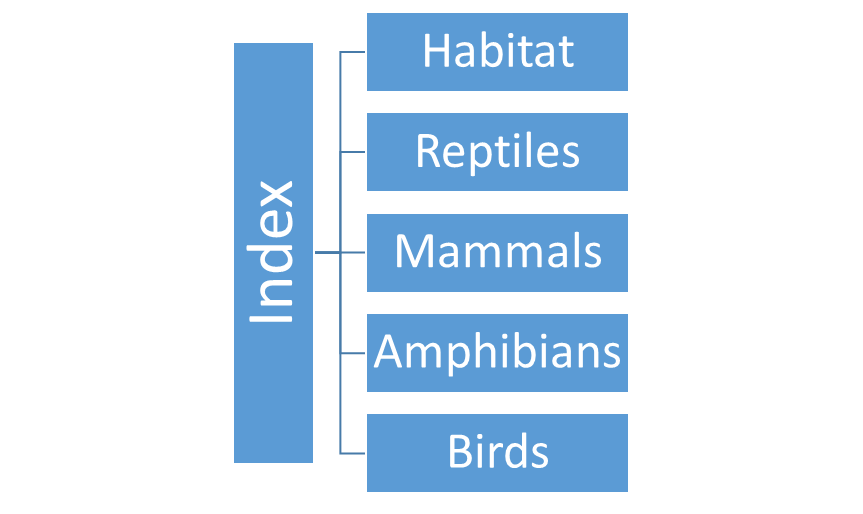 Index
Habitat
Reptiles
Mammals
Amphibians
Birds